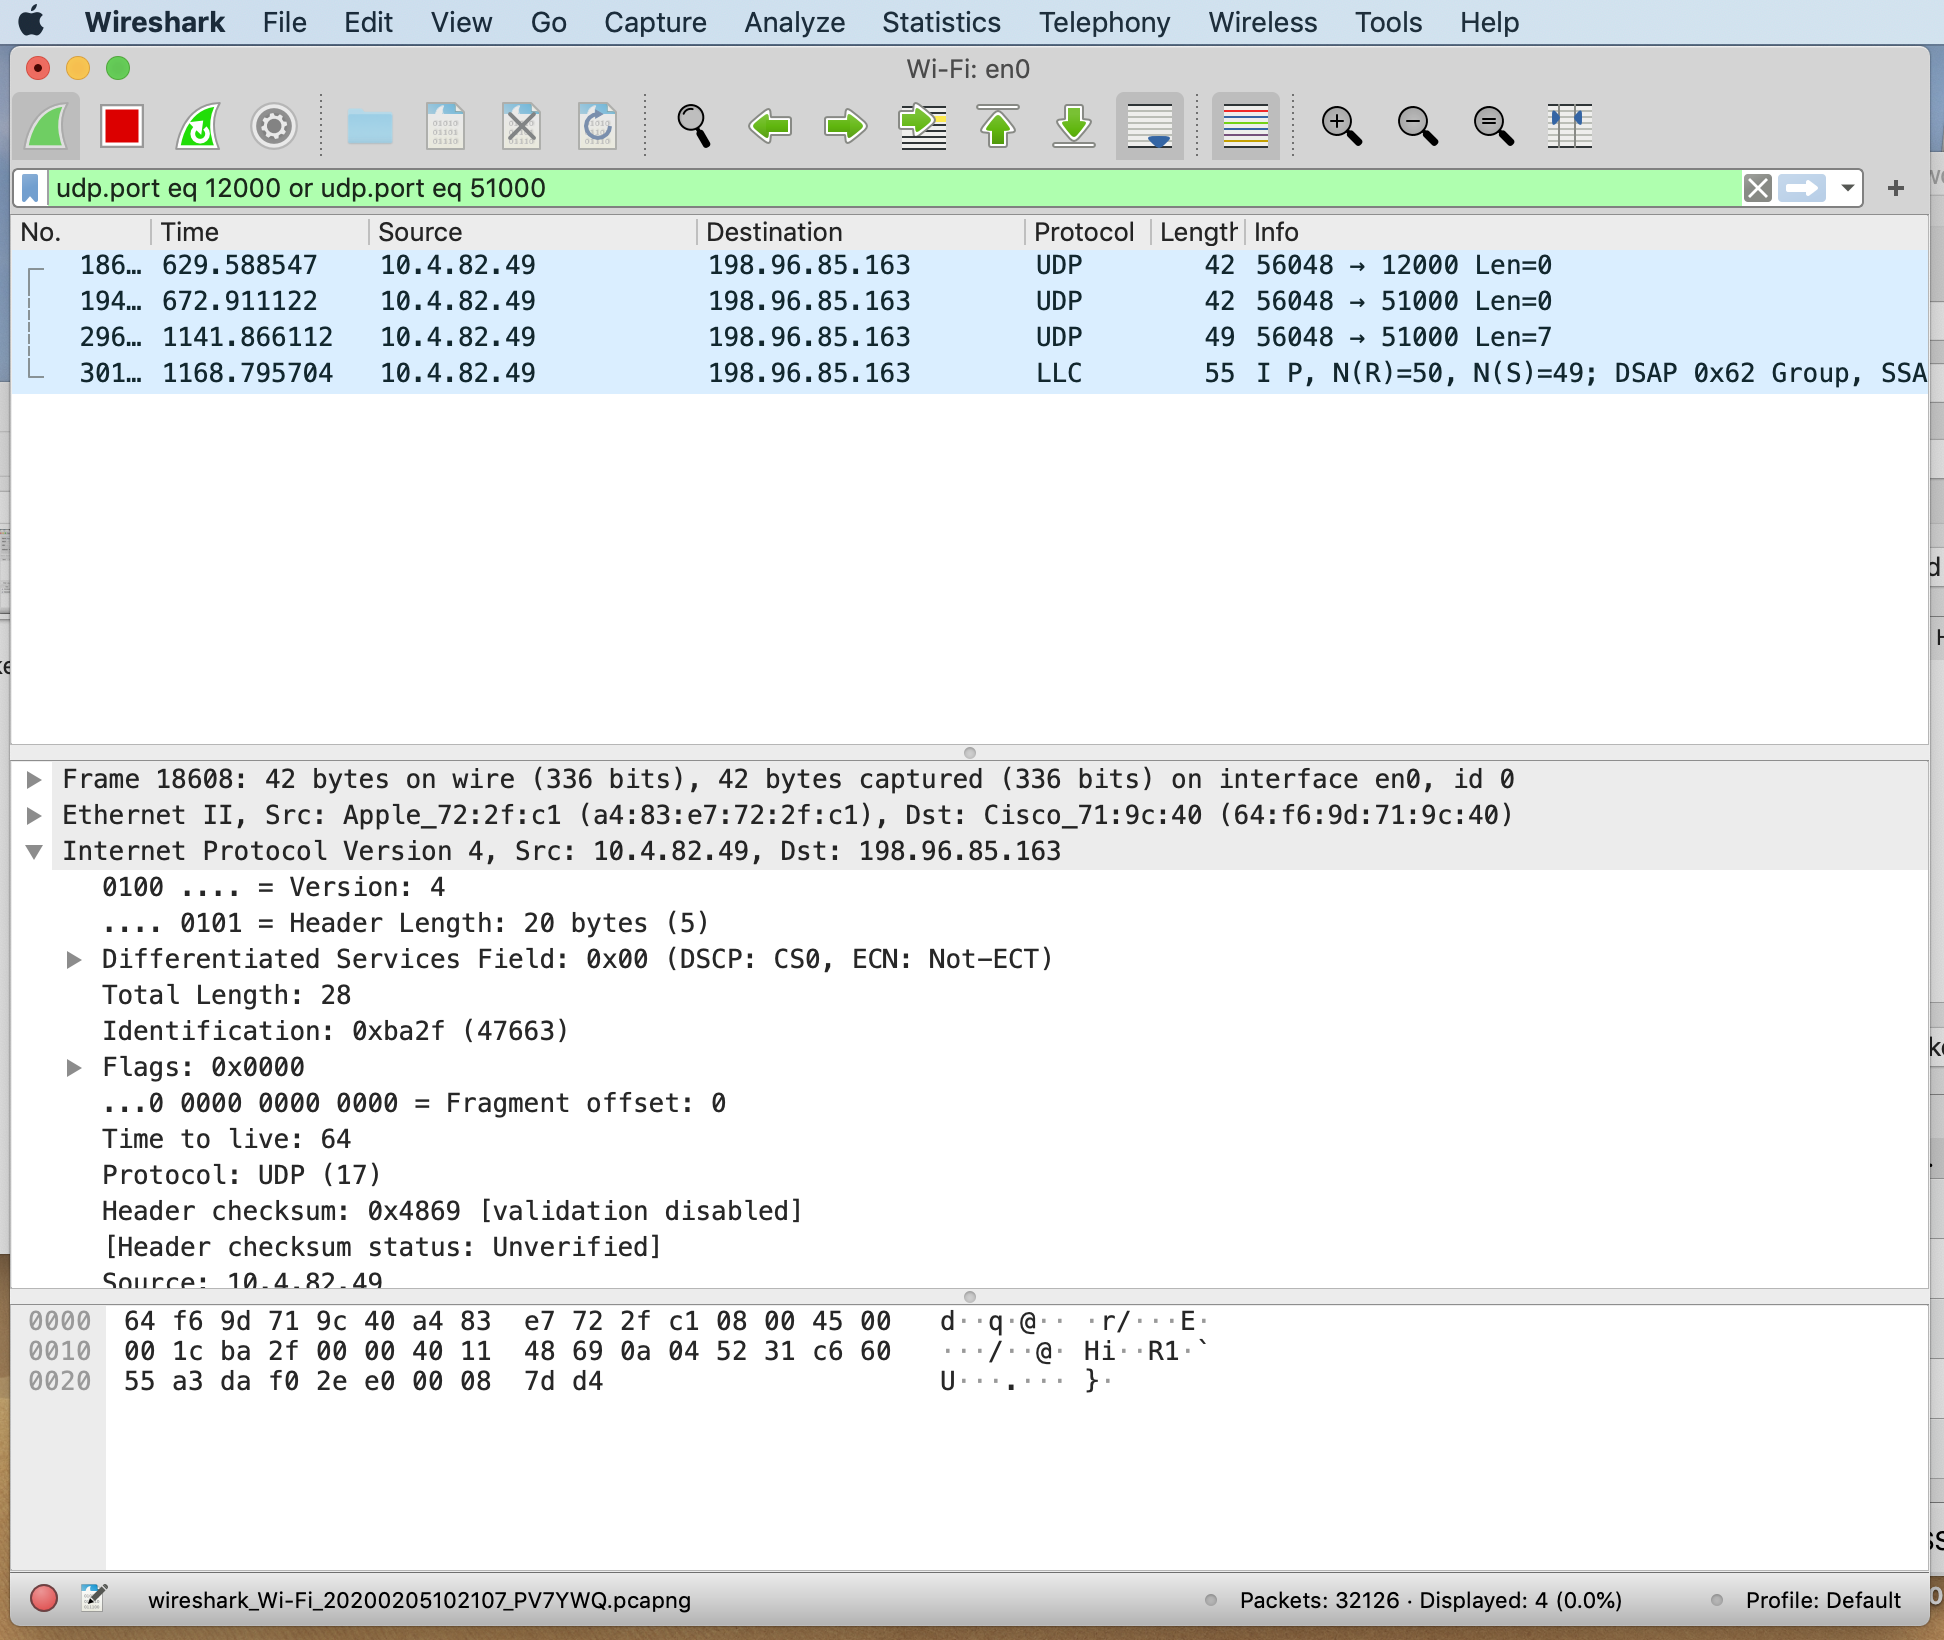 Wireshark File Edit View Go Capture Analyze Statistics Telephony Wireless Tools Help
Wi-Fi: en0
udp.port eq 12000 or udp.port eq 51000
No. Time Source Destination Protocol Length Info
186… 629.588547 10.4.82.49 198.96.85.163 UDP 42 56048 → 12000 Len=0
194… 672.911122 10.4.82.49 198.96.85.163 UDP 42 56048 → 51000 Len=0
296… 1141.866112 10.4.82.49 198.96.85.163 UDP 49 56048 → 51000 Len=7
301… 1168.795704 10.4.82.49 198.96.85.163 LLC 55 I P, N(R)=50, N(S)=49; DSAP 0x62 Group, SSA
Frame 18608: 42 bytes on wire (336 bits), 42 bytes captured (336 bits) on interface en0, id 0
Ethernet II, Src: Apple_72:2f:c1 (a4:83:e7:72:2f:c1), Dst: Cisco_71:9c:40 (64:f6:9d:71:9c:40)
Internet Protocol Version 4, Src: 10.4.82.49, Dst: 198.96.85.163
0100 .... = Version: 4
.... 0101 = Header Length: 20 bytes (5)
Differentiated Services Field: 0x00 (DSCP: CS0, ECN: Not-ECT)
Total Length: 28
Identification: 0xba2f (47663)
Flags: 0x0000
...0 0000 0000 0000 = Fragment offset: 0
Time to live: 64
Protocol: UDP (17)
Header checksum: 0x4869 [validation disabled]
[Header checksum status: Unverified]
Source: 10.4.82.49
0000 64 f6 9d 71 9c 40 a4 83 e7 72 2f c1 08 00 45 00 d··q·@·· ·r/···E·
0010 00 1c ba 2f 00 00 40 11 48 69 0a 04 52 31 c6 60 ···/··@· Hi··R1·`
0020 55 a3 da f0 2e e0 00 08 7d d4 U···.··· }·
wireshark_Wi-Fi_20200205102107_PV7YWQ.pcapng Packets: 32126 · Displayed: 4 (0.0%) Profile: Default